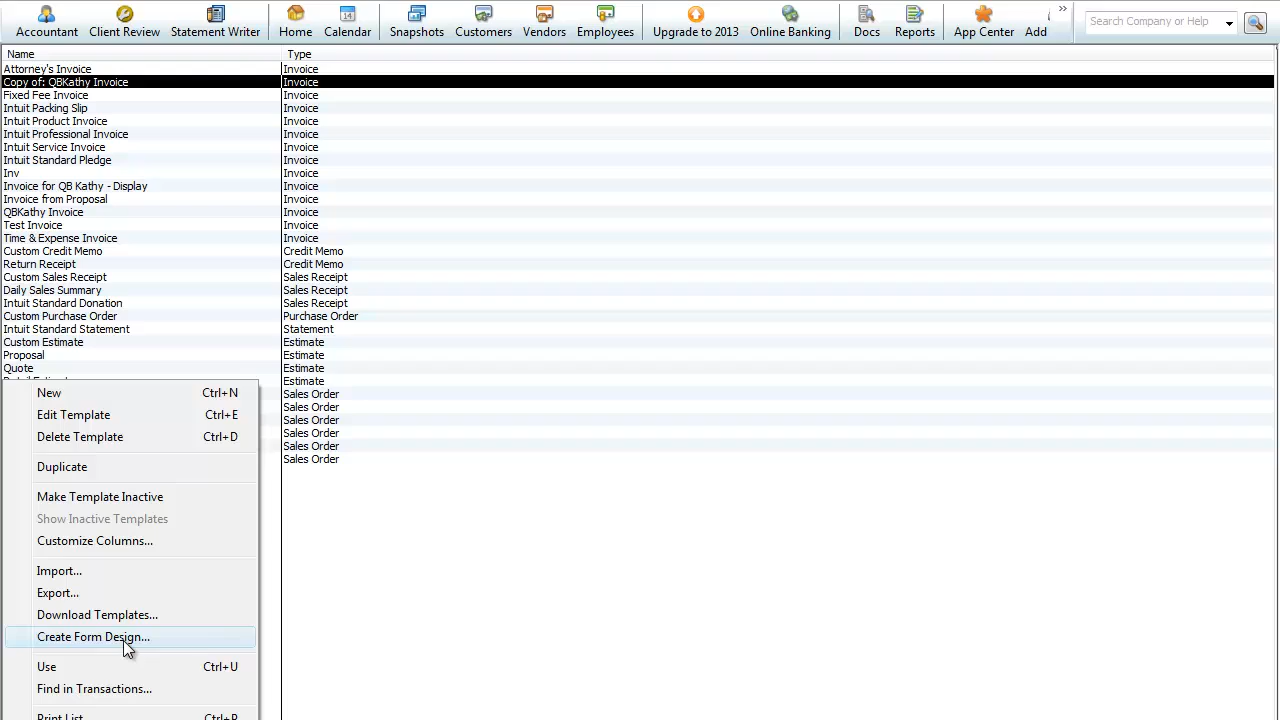 Accountant Client Review Statement Writer Home Calendar Snapshots Customers Vendors Employees Upgrade to 2013 Online Banking Docs Reports App Center Add Search Company or Help
14
Name Type
Attorney's Invoice Invoice
Copy of: QBKathy Invoice Invoice
Fixed Fee Invoice Invoice
Intuit Packing Slip Invoice
Intuit Product Invoice Invoice
Intuit Professional Invoice Invoice
Intuit Service Invoice Invoice
Intuit Standard Pledge Invoice
Inv Invoice
Invoice for QB Kathy - Display Invoice
Invoice from Proposal Invoice
QBKathy Invoice Invoice
Test Invoice Invoice
Time & Expense Invoice Invoice
Custom Credit Memo Credit Memo
Return Receipt Credit Memo
Custom Sales Receipt Sales Receipt
Daily Sales Summary Sales Receipt
Intuit Standard Donation Sales Receipt
Custom Purchase Order Purchase Order
Intuit Standard Statement Statement
Custom Estimate Estimate
Proposal Estimate
Quote Estimate
Estimate
Sales Order
Sales Order
Sales Order
Sales Order
Sales Order
Sales Order
New Ctrl+N
Edit Template Ctrl+E
Delete Template Ctrl+D
Duplicate
Make Template Inactive
Show Inactive Templates
Customize Columns...
Import...
Export...
Download Templates...
Create Form Design...
Use Ctrl+U
Find in Transactions...
Print List Ctrl+P